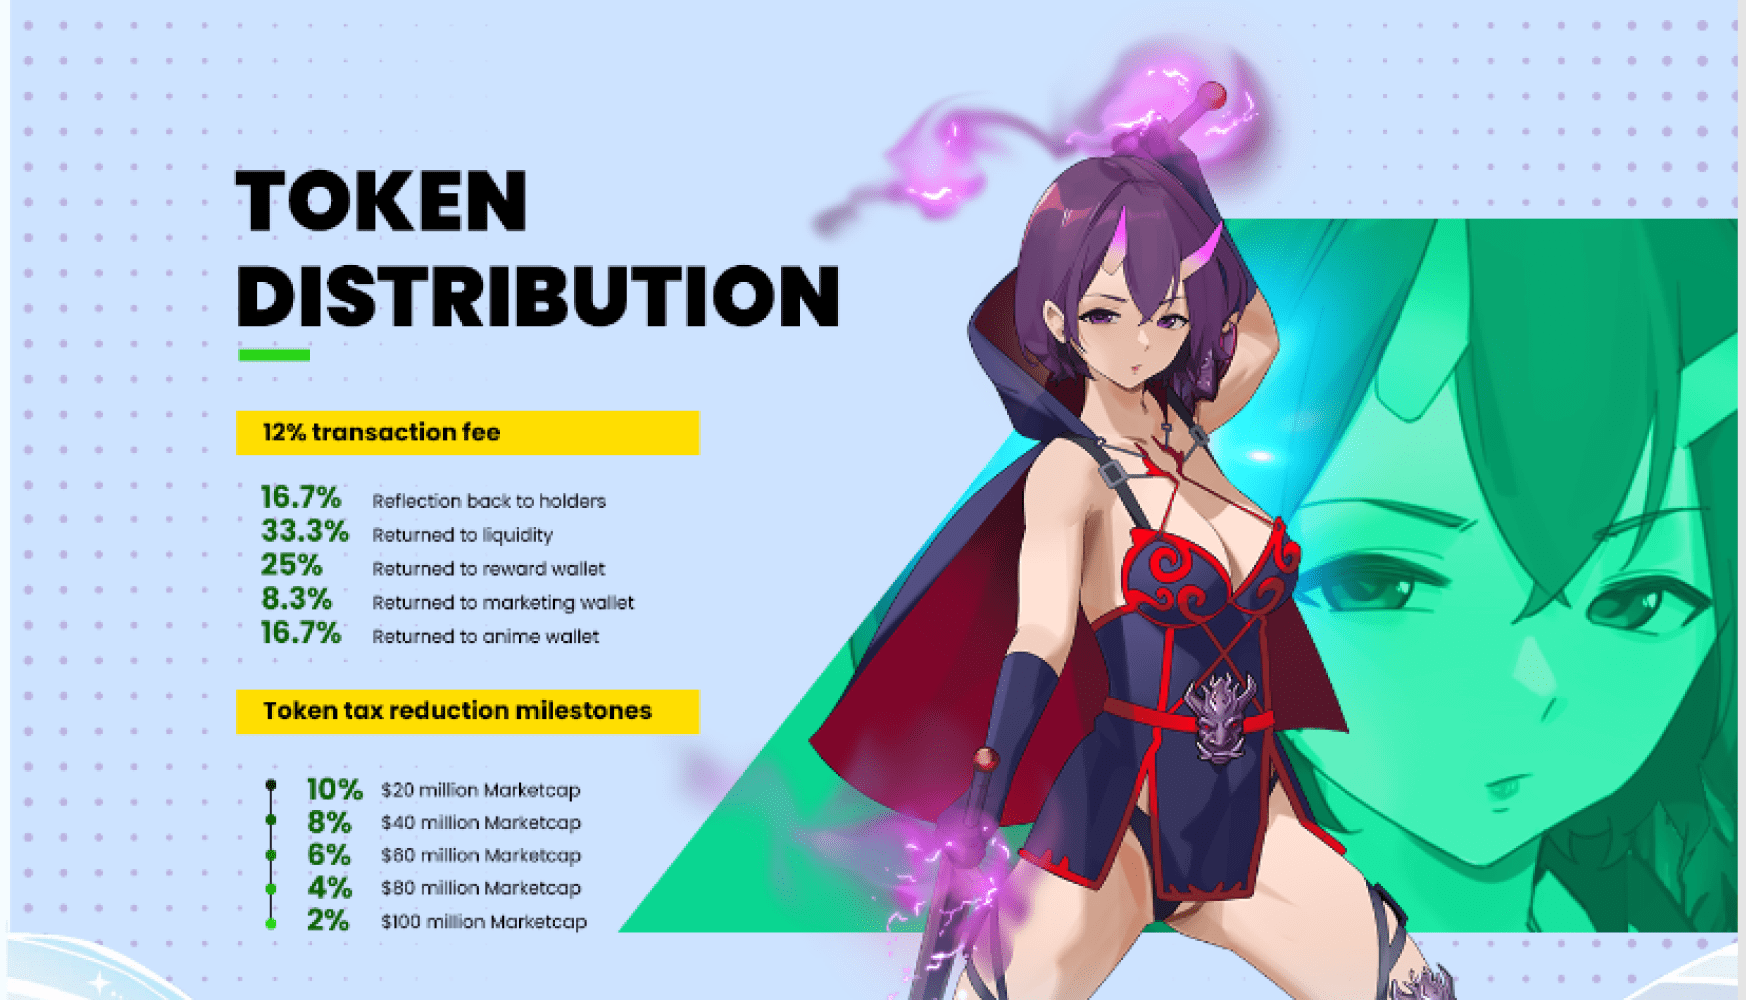 TOKEN
DISTRIBUTION
12% transaction fee
16.7% Reflection back to holders
33.3% Returned to liquidity
25% Returned to reward wallet
8.3% Returned to marketing wallet
16.7% Returned to anime wallet
Token tax reduction milestones
10% $20 million Marketcap
8% $40 million Marketcap
6% $60 million Marketcap
4% $80 million Marketcap
2% $100 million Marketcap